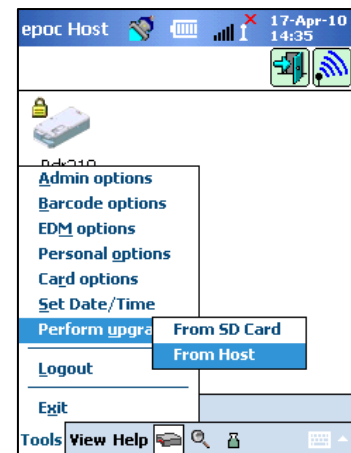 epoc Host
17-Apr-10
14:35
Admin options
Barcode options
EDM options
Personal options
Card options
Set Date/Time
Perform upgra
From SD Card
From Host
Logout
Exit
Tools View Help